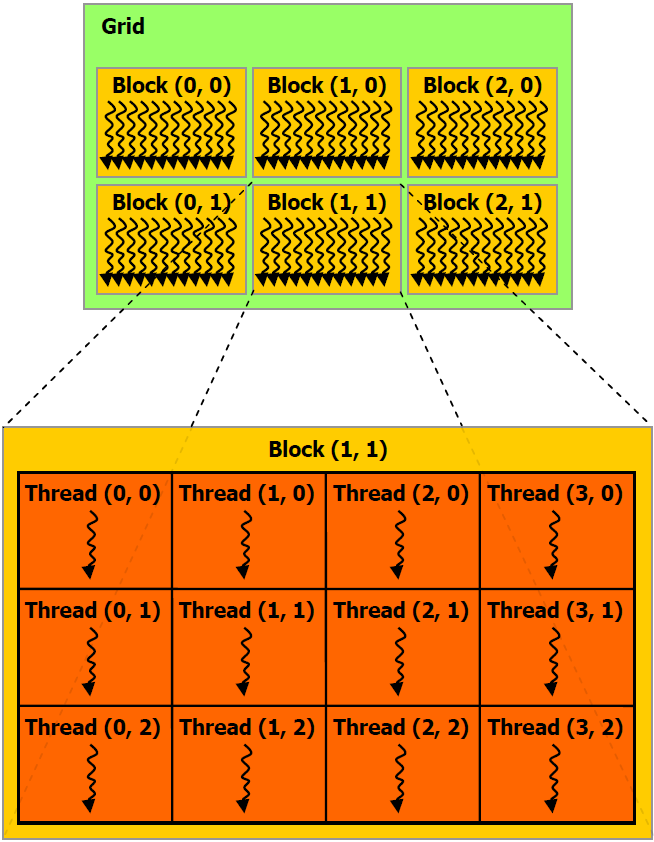 Grid
Block (0, 0) Block (1, 0) Block (2, 0)
Block (0, 1) Block (1, 1) Block (2, 1)
Block (1, 1)
Thread (0, 0) Thread (1, 0) Thread (2, 0) Thread (3, 0)
Thread (0, 1) Thread (1, 1) Thread (2, 1) Thread (3, 1)
Thread (0, 2) Thread (1, 2) Thread (2, 2) Thread (3, 2)